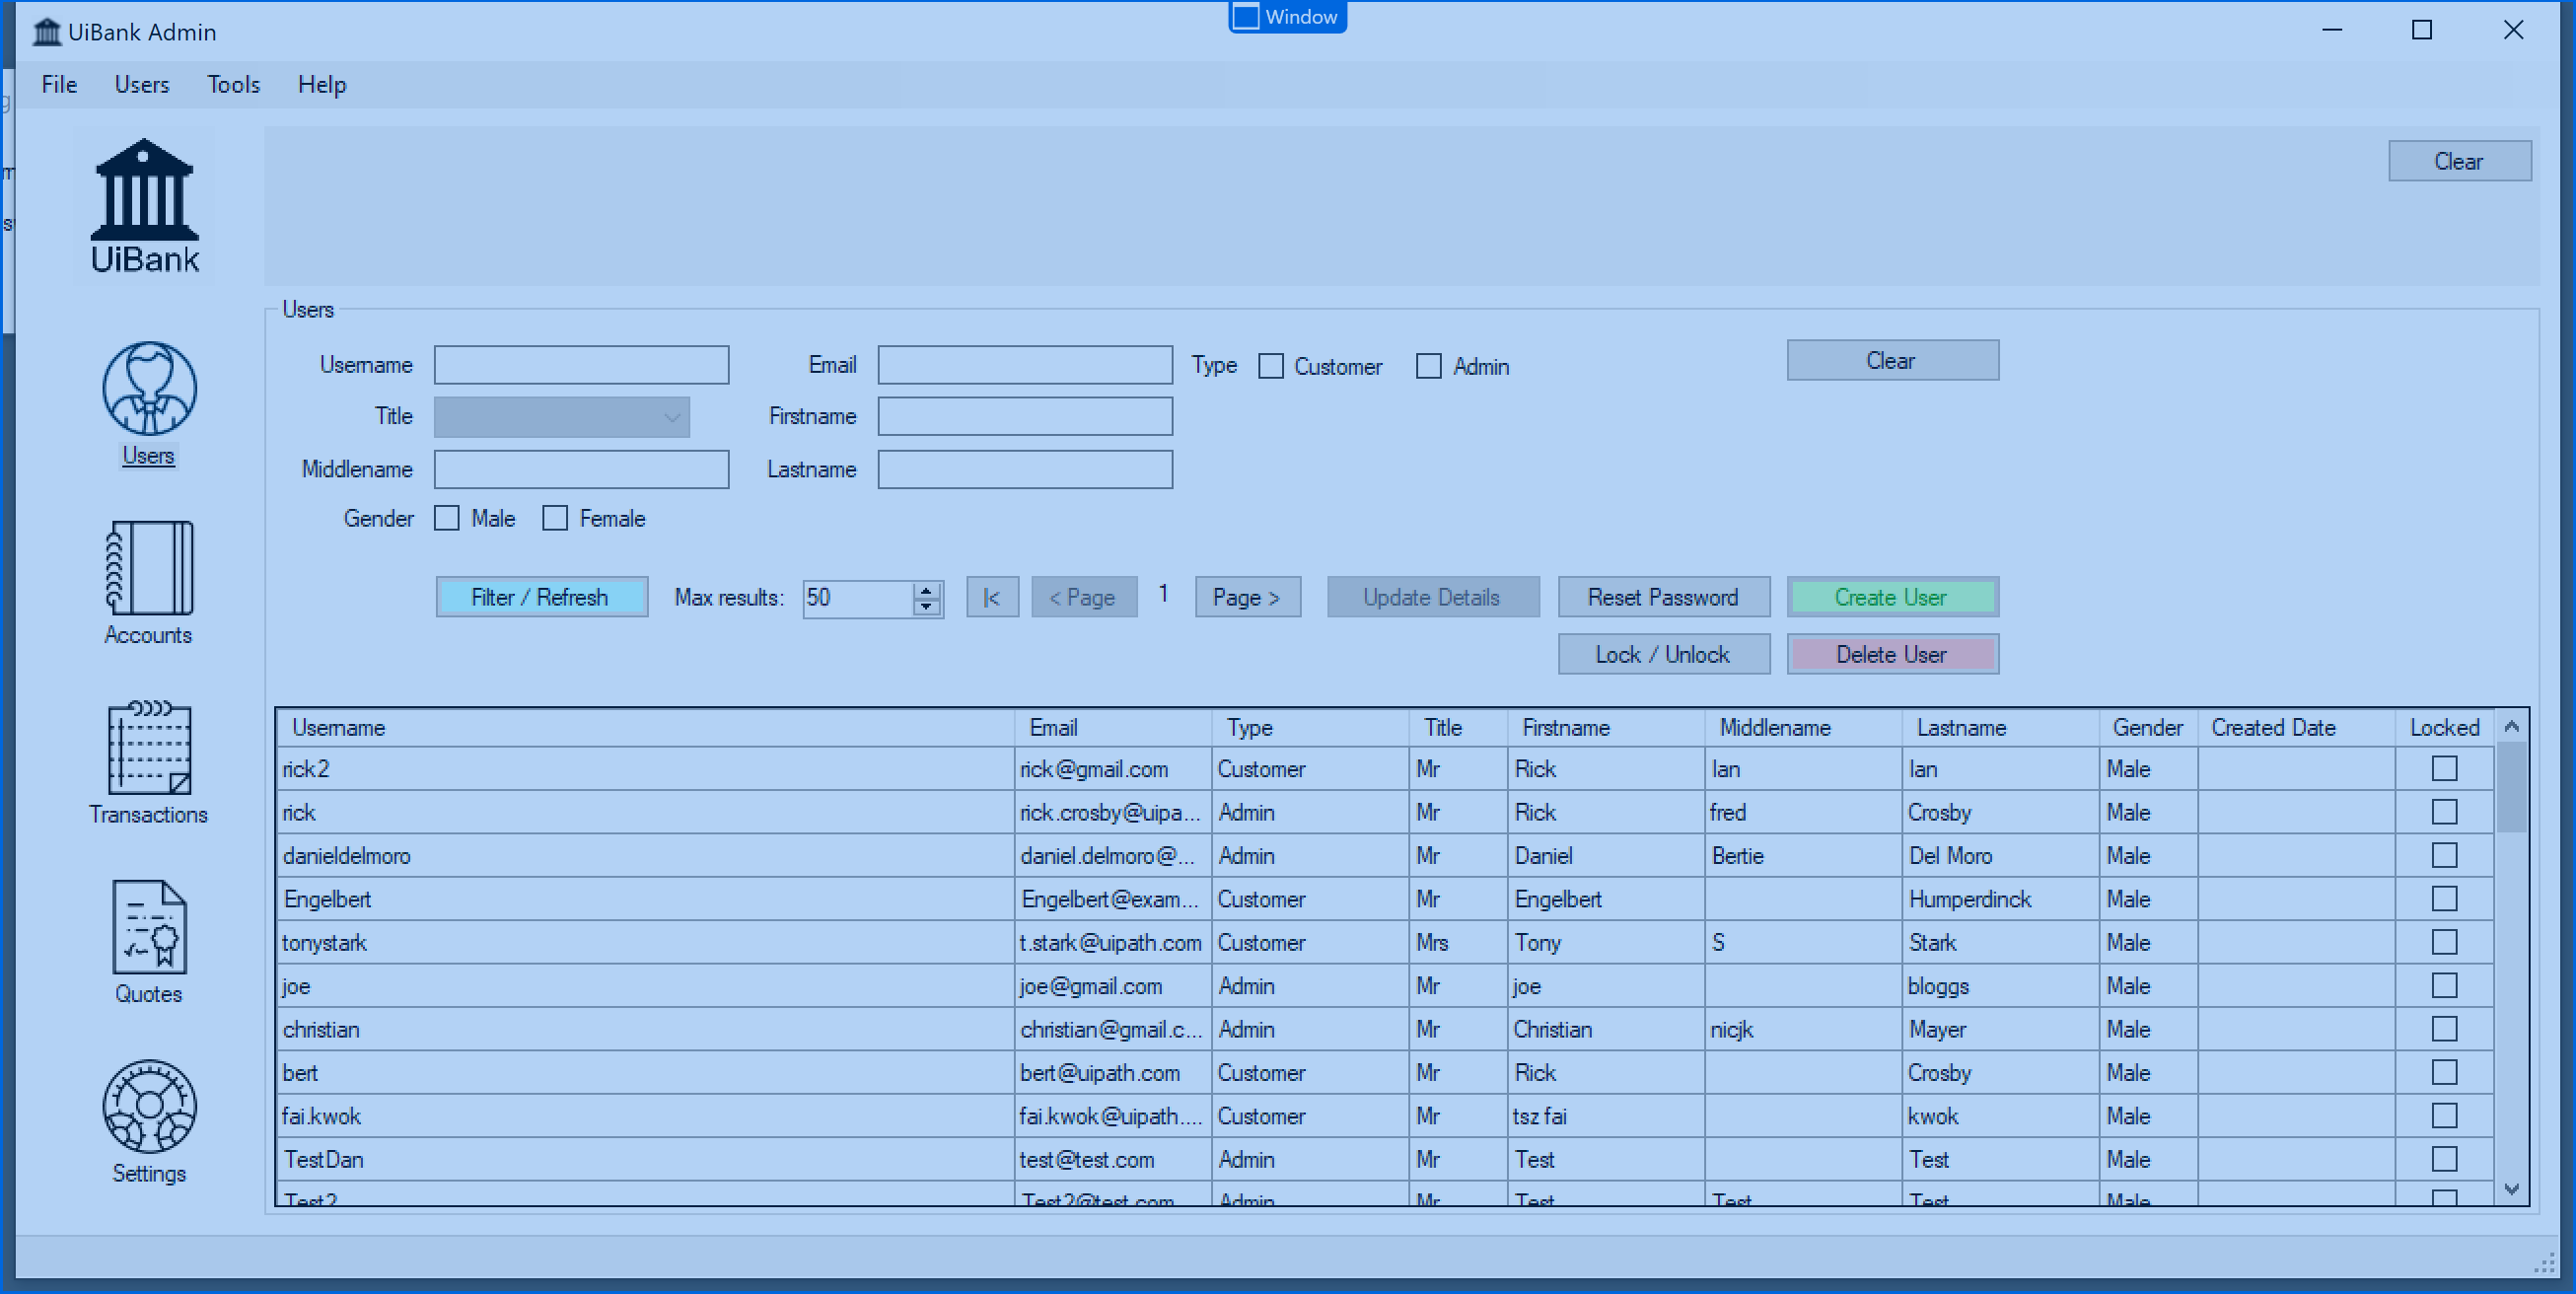 UiBank Admin
Window
File Users Tools Help
Clear
UiBank
Users
Username Email Type Customer Admin Clear
Title Firstname
Middlename Lastname
Gender Male Female
Filter / Refresh Max results: 50 |< < Page 1 Page > Update Details Reset Password Create User
Lock / Unlock Delete User
Users
Accounts
Transactions
Quotes
Settings
Username Email Type Title Firstname Middlename Lastname Gender Created Date Locked
rick2 rick@gmail.com Customer Mr Rick Ian Ian Male
rick rick.crosby@uipa... Admin Mr Rick fred Crosby Male
danieldelmoro daniel.delmoro@... Admin Mr Daniel Bertie Del Moro Male
Engelbert Engelbert@exam... Customer Mr Engelbert Humperdinck Male
tonystark t.stark@uipath.com Customer Mrs Tony S Stark Male
joe joe@gmail.com Admin Mr joe bloggs Male
christian christian@gmail.c... Admin Mr Christian nicjk Mayer Male
bert bert@uipath.com Customer Mr Rick Crosby Male
fai.kwok fai.kwok@uipath.... Customer Mr tsz fai kwok Male
TestDan test@test.com Admin Mr Test Test Male
Test2 Test2@test.com Admin Mr Test Test Test Male